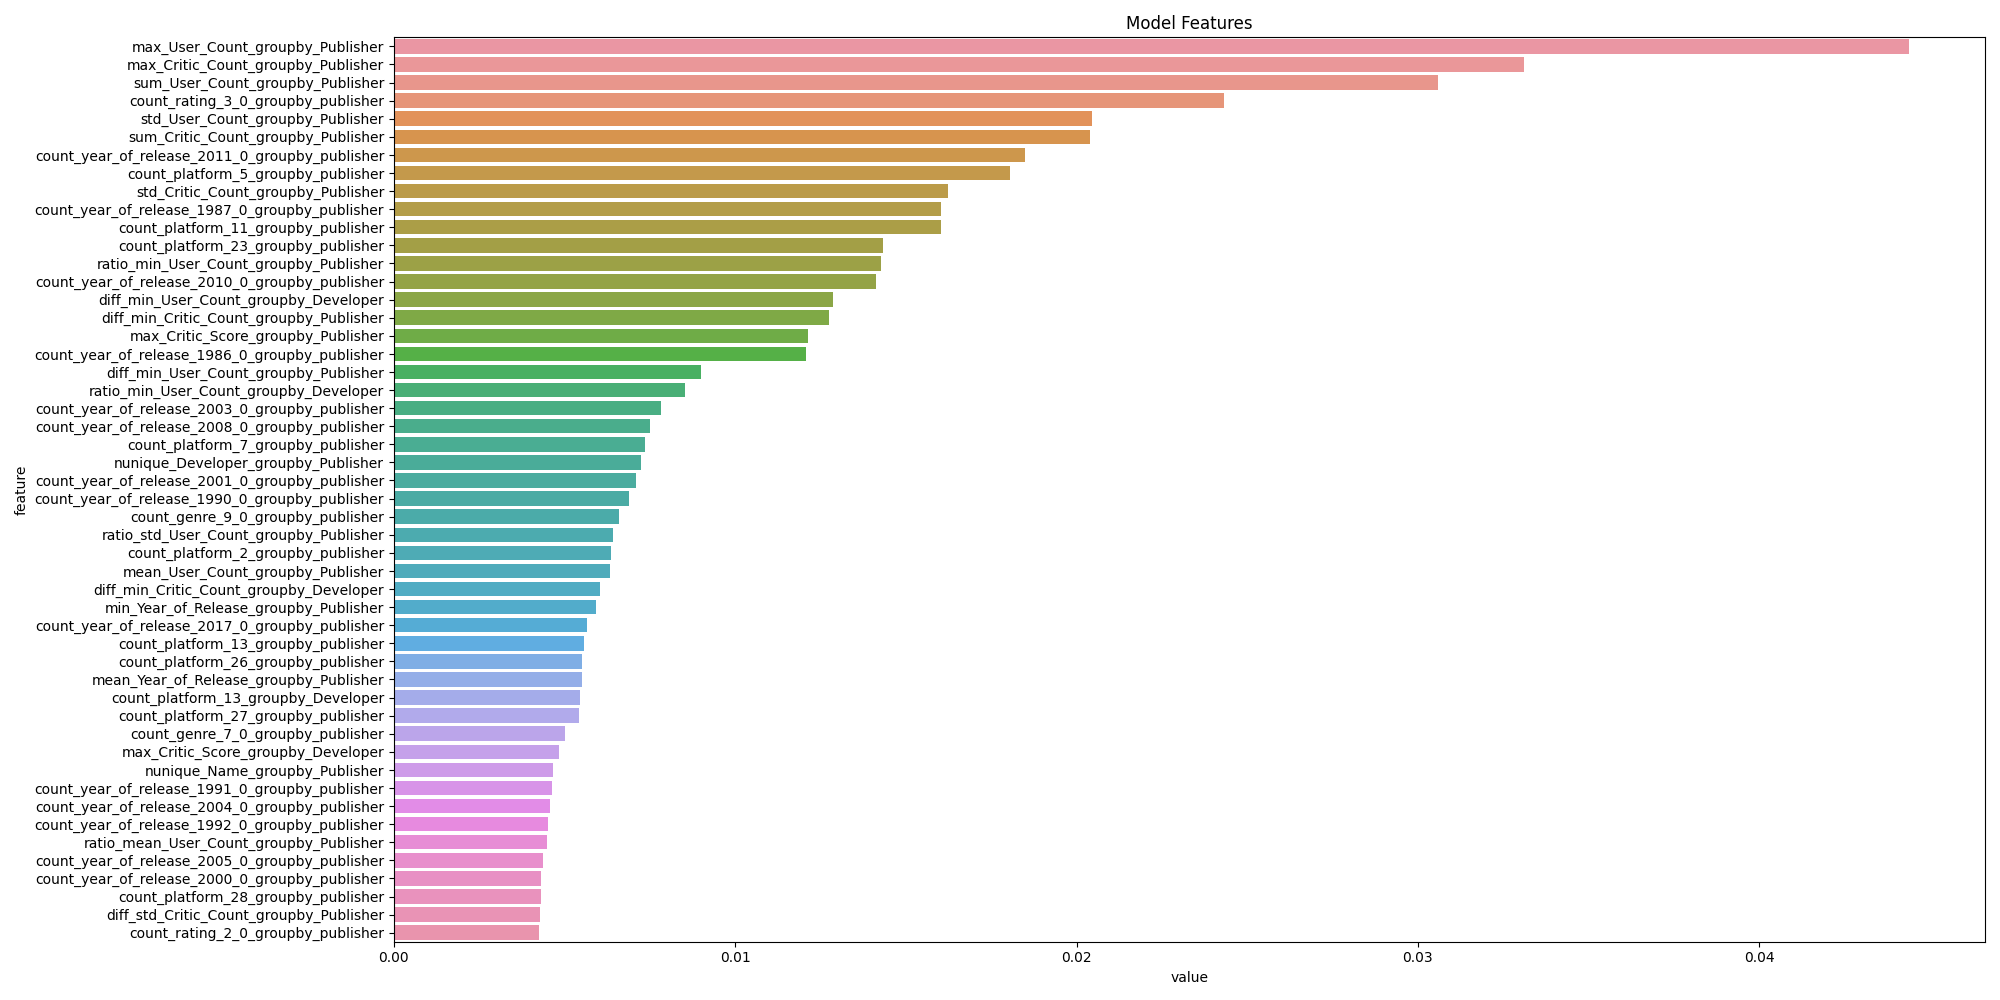 Model Features
max_User_Count_groupby_Publisher
max_Critic_Count_groupby_Publisher
sum_User_Count_groupby_Publisher
count_rating_3_0_groupby_publisher
std_User_Count_groupby_Publisher
sum_Critic_Count_groupby_Publisher
count_year_of_release_2011_0_groupby_publisher
count_platform_5_groupby_publisher
std_Critic_Count_groupby_Publisher
count_year_of_release_1987_0_groupby_publisher
count_platform_11_groupby_publisher
count_platform_23_groupby_publisher
ratio_min_User_Count_groupby_Publisher
count_year_of_release_2010_0_groupby_publisher
diff_min_User_Count_groupby_Developer
diff_min_Critic_Count_groupby_Publisher
max_Critic_Score_groupby_Publisher
count_year_of_release_1986_0_groupby_publisher
diff_min_User_Count_groupby_Publisher
ratio_min_User_Count_groupby_Developer
count_year_of_release_2003_0_groupby_publisher
count_year_of_release_2008_0_groupby_publisher
count_platform_7_groupby_publisher
nunique_Developer_groupby_Publisher
count_year_of_release_2001_0_groupby_publisher
count_year_of_release_1990_0_groupby_publisher
count_genre_9_0_groupby_publisher
ratio_std_User_Count_groupby_Publisher
count_platform_2_groupby_publisher
mean_User_Count_groupby_Publisher
diff_min_Critic_Count_groupby_Developer
min_Year_of_Release_groupby_Publisher
count_year_of_release_2017_0_groupby_publisher
count_platform_13_groupby_publisher
count_platform_26_groupby_publisher
mean_Year_of_Release_groupby_Publisher
count_platform_13_groupby_Developer
count_platform_27_groupby_publisher
count_genre_7_0_groupby_publisher
max_Critic_Score_groupby_Developer
nunique_Name_groupby_Publisher
count_year_of_release_1991_0_groupby_publisher
count_year_of_release_2004_0_groupby_publisher
count_year_of_release_1992_0_groupby_publisher
ratio_mean_User_Count_groupby_Publisher
count_year_of_release_2005_0_groupby_publisher
count_year_of_release_2000_0_groupby_publisher
count_platform_28_groupby_publisher
diff_std_Critic_Count_groupby_Publisher
count_rating_2_0_groupby_publisher
feature
0.00 0.01 0.02 0.03 0.04
value